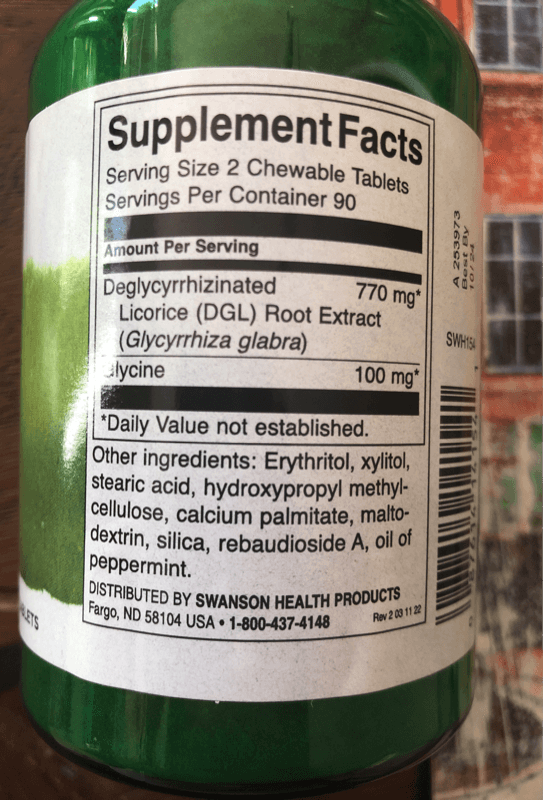 Supplement Facts
Serving Size 2 Chewable Tablets
Servings Per Container 90
Amount Per Serving
Deglycyrrhizinated 770 mg*
Licorice (DGL) Root Extract
(Glycyrrhiza glabra)
lycine 100 mg*
*Daily Value not established.
Other ingredients: Erythritol, xylitol,
stearic acid, hydroxypropyl methyl-
cellulose, calcium palmitate, malto-
dextrin, silica, rebaudioside A, oil of
peppermint.
DISTRIBUTED BY SWANSON HEALTH PRODUCTS
Fargo, ND 58104 USA • 1-800-437-4148
Rev 2 03 11 22
A 253973
Best By
10/24
SWH154